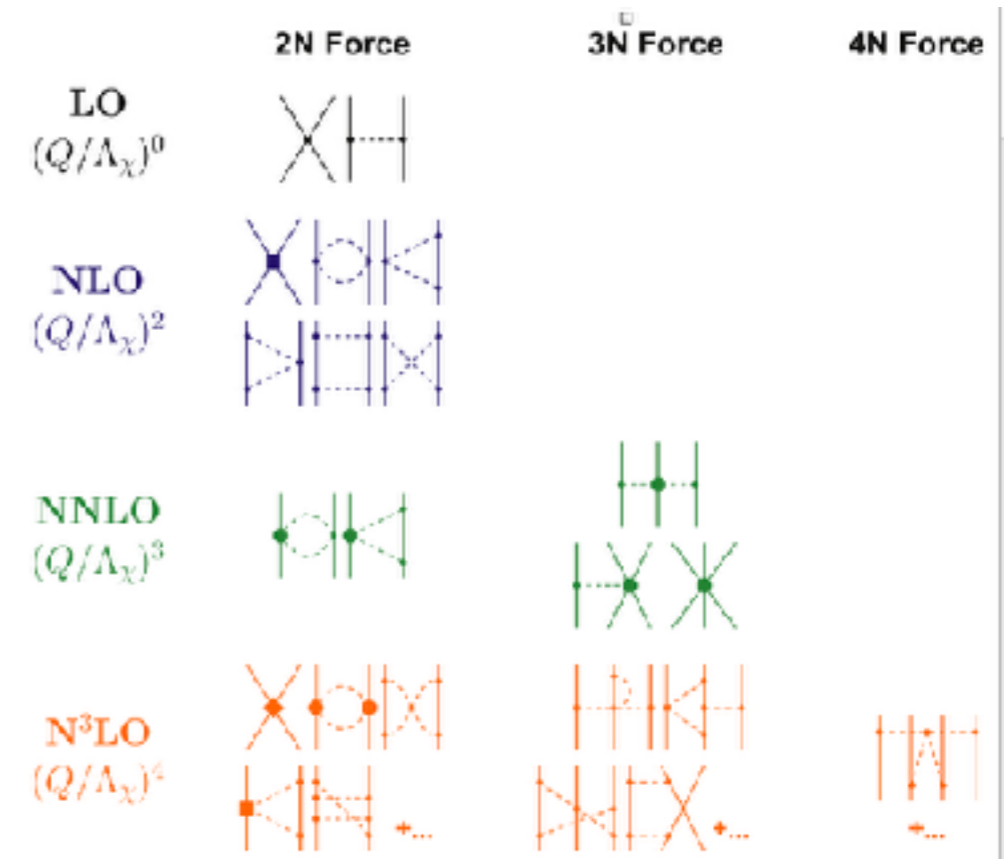 2N Force 3N Force 4N Force
LO
(Q/Λχ)⁰
NLO
(Q/Λχ)²
NNLO
(Q/Λχ)³
N³LO
(Q/Λχ)⁴
+... +... +...